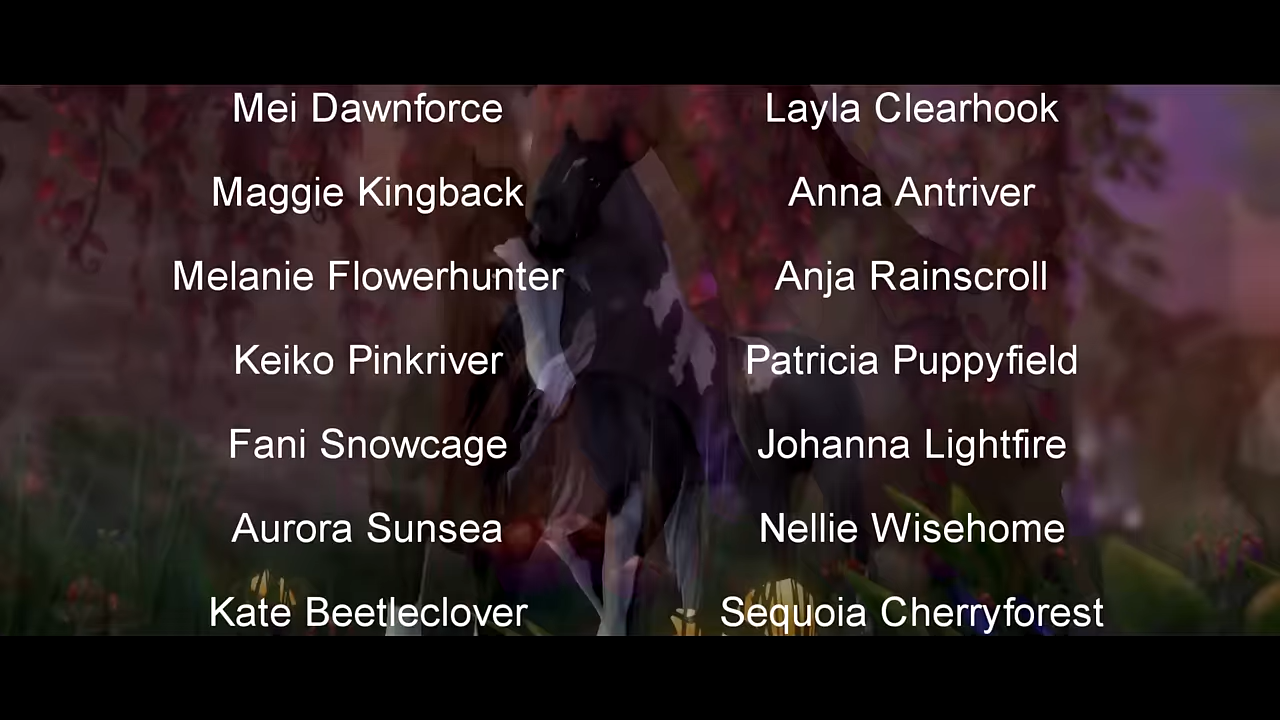 Mei Dawnforce
Layla Clearhook
Maggie Kingback
Anna Antriver
Melanie Flowerhunter
Anja Rainscroll
Keiko Pinkriver
Patricia Puppyfield
Fani Snowcage
Johanna Lightfire
Aurora Sunsea
Nellie Wisehome
Kate Beetleclover
Sequoia Cherryforest